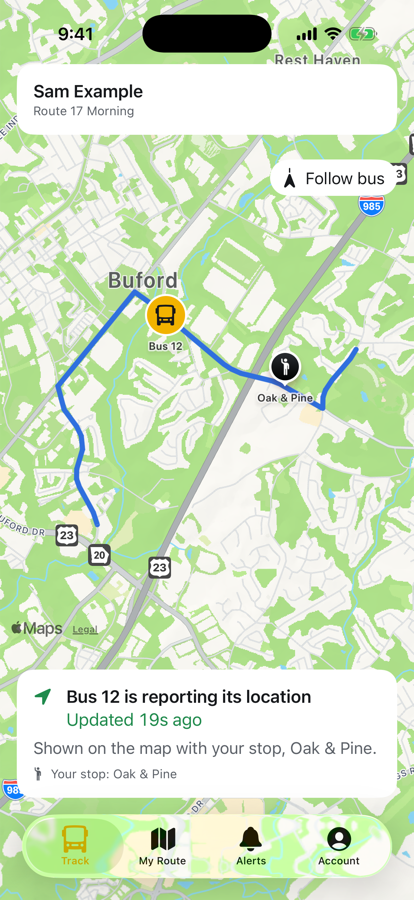 9:41
Rest Haven
Sam Example
Route 17 Morning
Follow bus
985
Buford
Bus 12
Oak & Pine
23
20
23
Maps
Legal
Bus 12 is reporting its location
Updated 19s ago
Shown on the map with your stop, Oak & Pine.
Your stop: Oak & Pine
Track
My Route
Alerts
Account